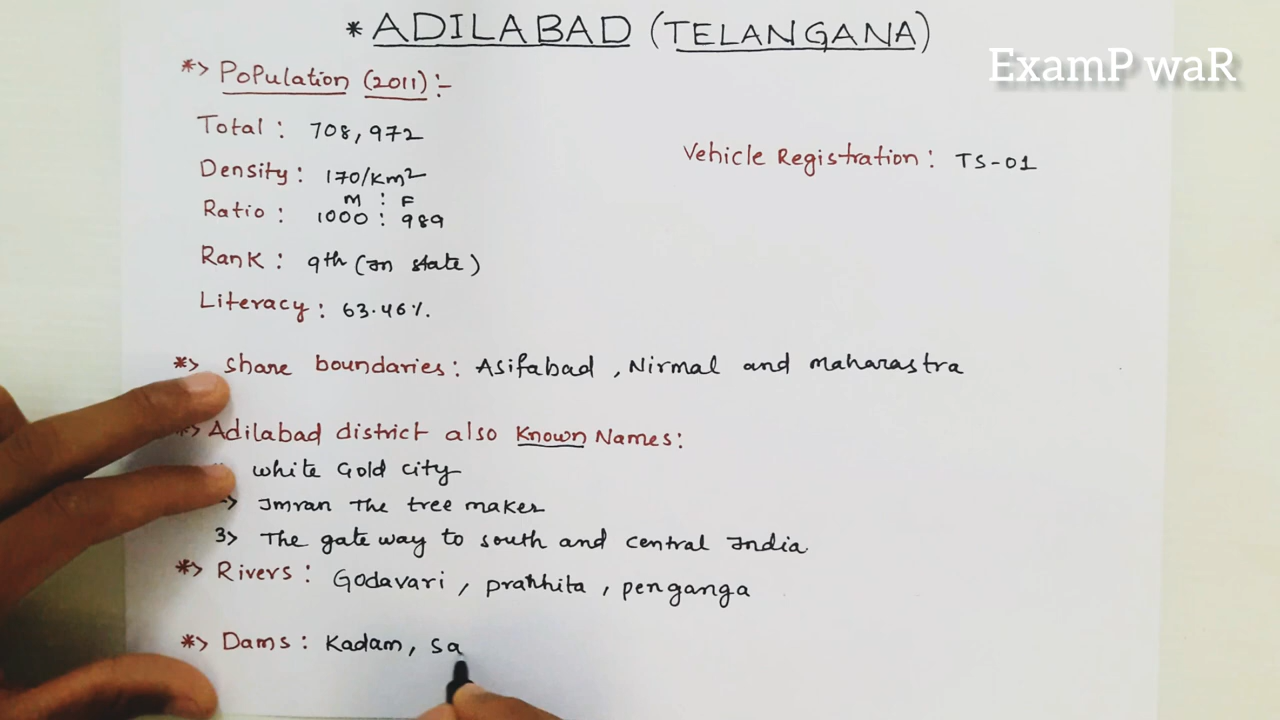 * ADILABAD (TELANGANA)
ExamP waR
*> Population (2011) :-
Total : 708,972
Vehicle Registration : TS-01
Density : 170/Km²
M : F
Ratio : 1000 : 989
Rank : 9th (In state)
Literacy : 63.46%.
*> Share boundaries : Asifabad , Nirmal and Maharastra
*> Adilabad district also Known Names :
White Gold city
> Imran The tree maker
3> The gate way to south and central India
*> Rivers : Godavari , , penganga
*> Dams : Kadam, Sa